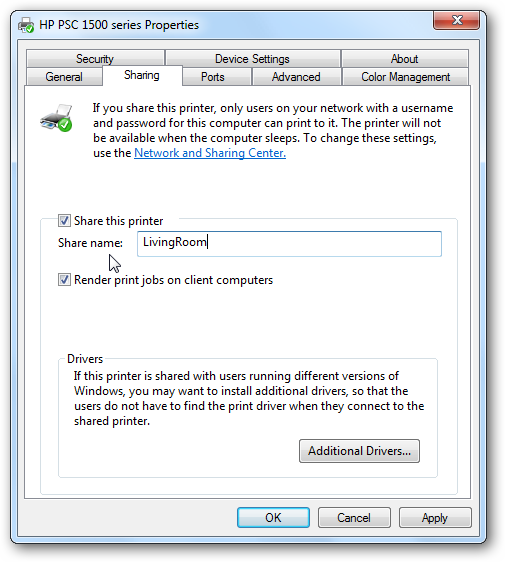 HP PSC 1500 series Properties
Security Device Settings About
General Sharing Ports Advanced Color Management
If you share this printer, only users on your network with a username
and password for this computer can print to it. The printer will not
be available when the computer sleeps. To change these settings,
use the Network and Sharing Center.
Share this printer
Share name: LivingRoom
Render print jobs on client computers
Drivers
If this printer is shared with users running different versions of
Windows, you may want to install additional drivers, so that the
users do not have to find the print driver when they connect to the
shared printer.
Additional Drivers...
OK Cancel Apply